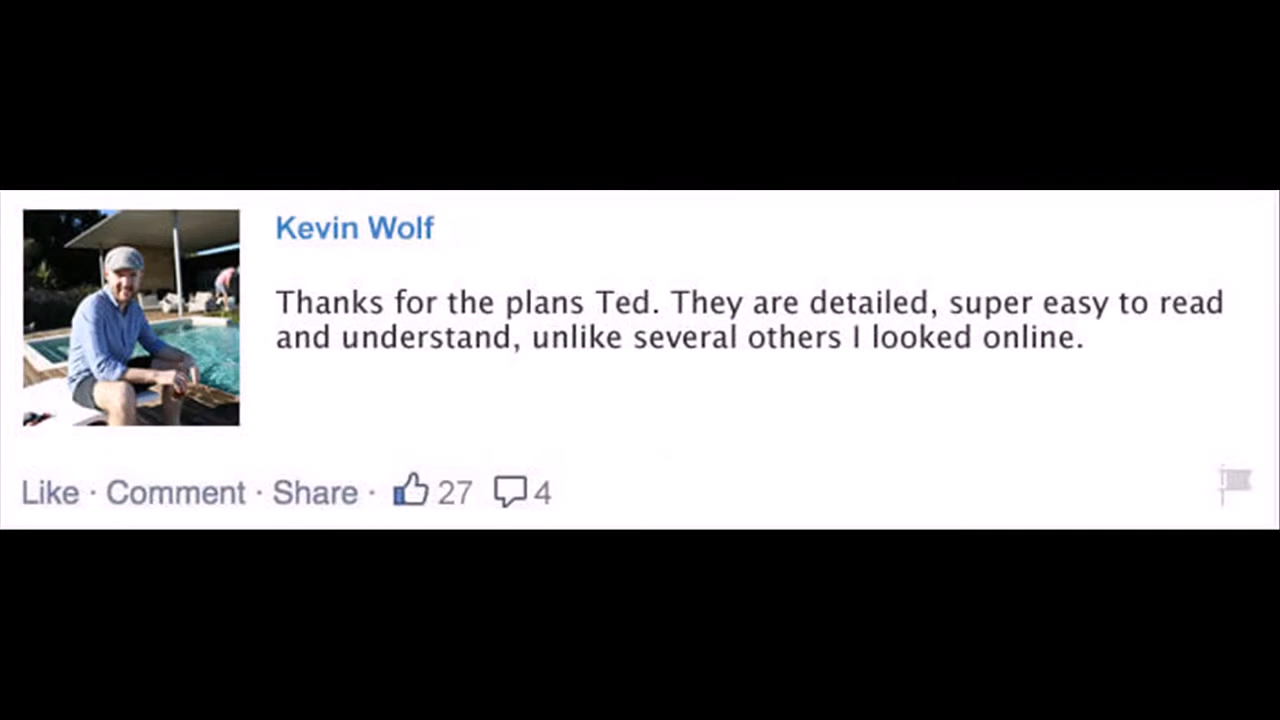 Kevin Wolf
Thanks for the plans Ted. They are detailed, super easy to read
and understand, unlike several others I looked online.
Like · Comment · Share · 27 4